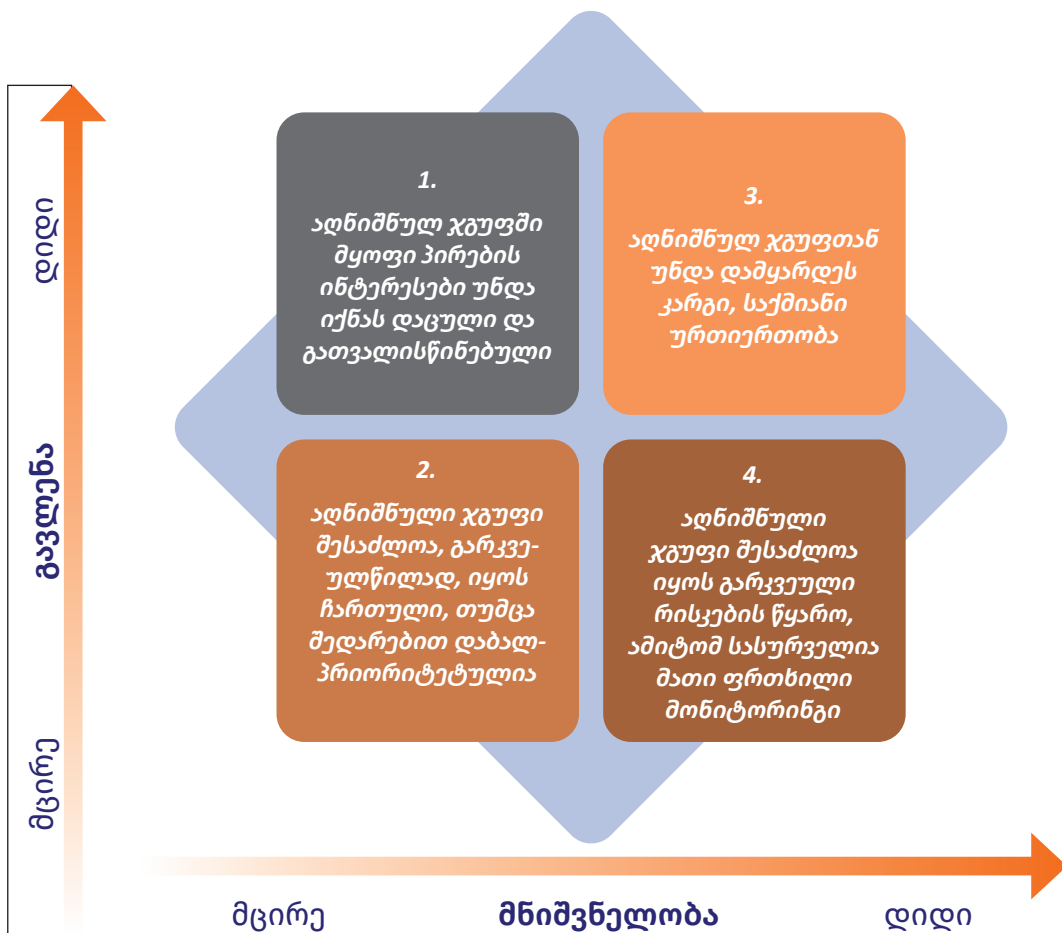 დიდი
გავლენა
მცირე
1.
აღნიშნულ ჯგუფში
მყოფი პირების
ინტერესები უნდა
იქნას დაცული და
გათვალისწინებული
3.
აღნიშნულ ჯგუფთან
უნდა დამყარდეს
კარგი, საქმიანი
ურთიერთობა
2.
აღნიშნული ჯგუფი
შესაძლოა, გარკვე-
ულწილად, იყოს
ჩართული, თუმცა
შედარებით დაბალ-
პრიორიტეტულია
4.
აღნიშნული
ჯგუფი შესაძლოა
იყოს გარკვეული
რისკების წყარო,
ამიტომ სასურველია
მათი ფრთხილი
მონიტორინგი
მცირე
მნიშვნელობა
დიდი